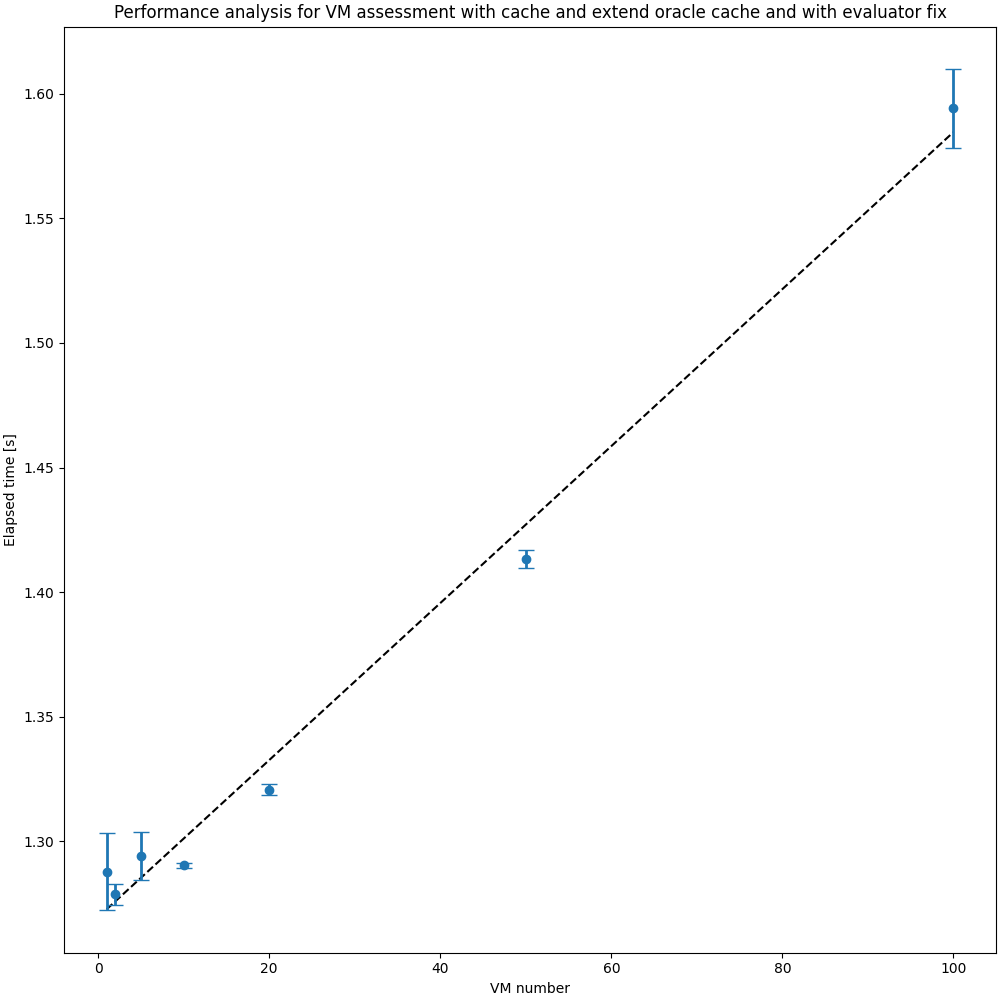 Performance analysis for VM assessment with cache and extend oracle cache and with evaluator fix
1.60
1.55
1.50
1.45
1.40
1.35
1.30
Elapsed time [s]
0 20 40 60 80 100
VM number